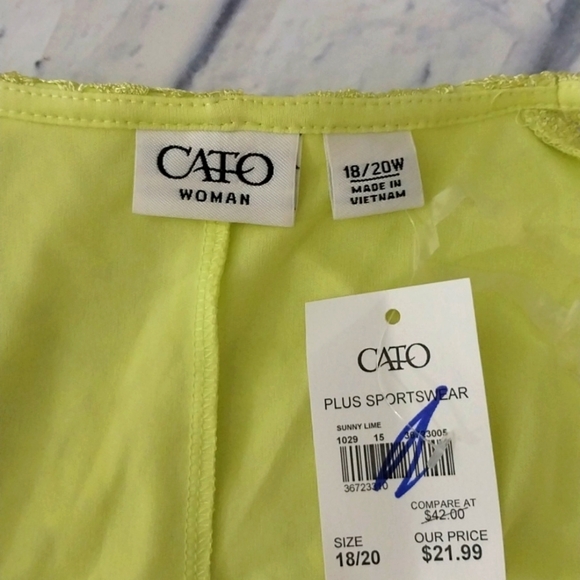 CATO
WOMAN
18/20W
MADE IN
VIETNAM
CATO
PLUS SPORTSWEAR
SUNNY LIME
1029 15
COMPARE AT
$42.00
SIZE
OUR PRICE
18/20
$21.99